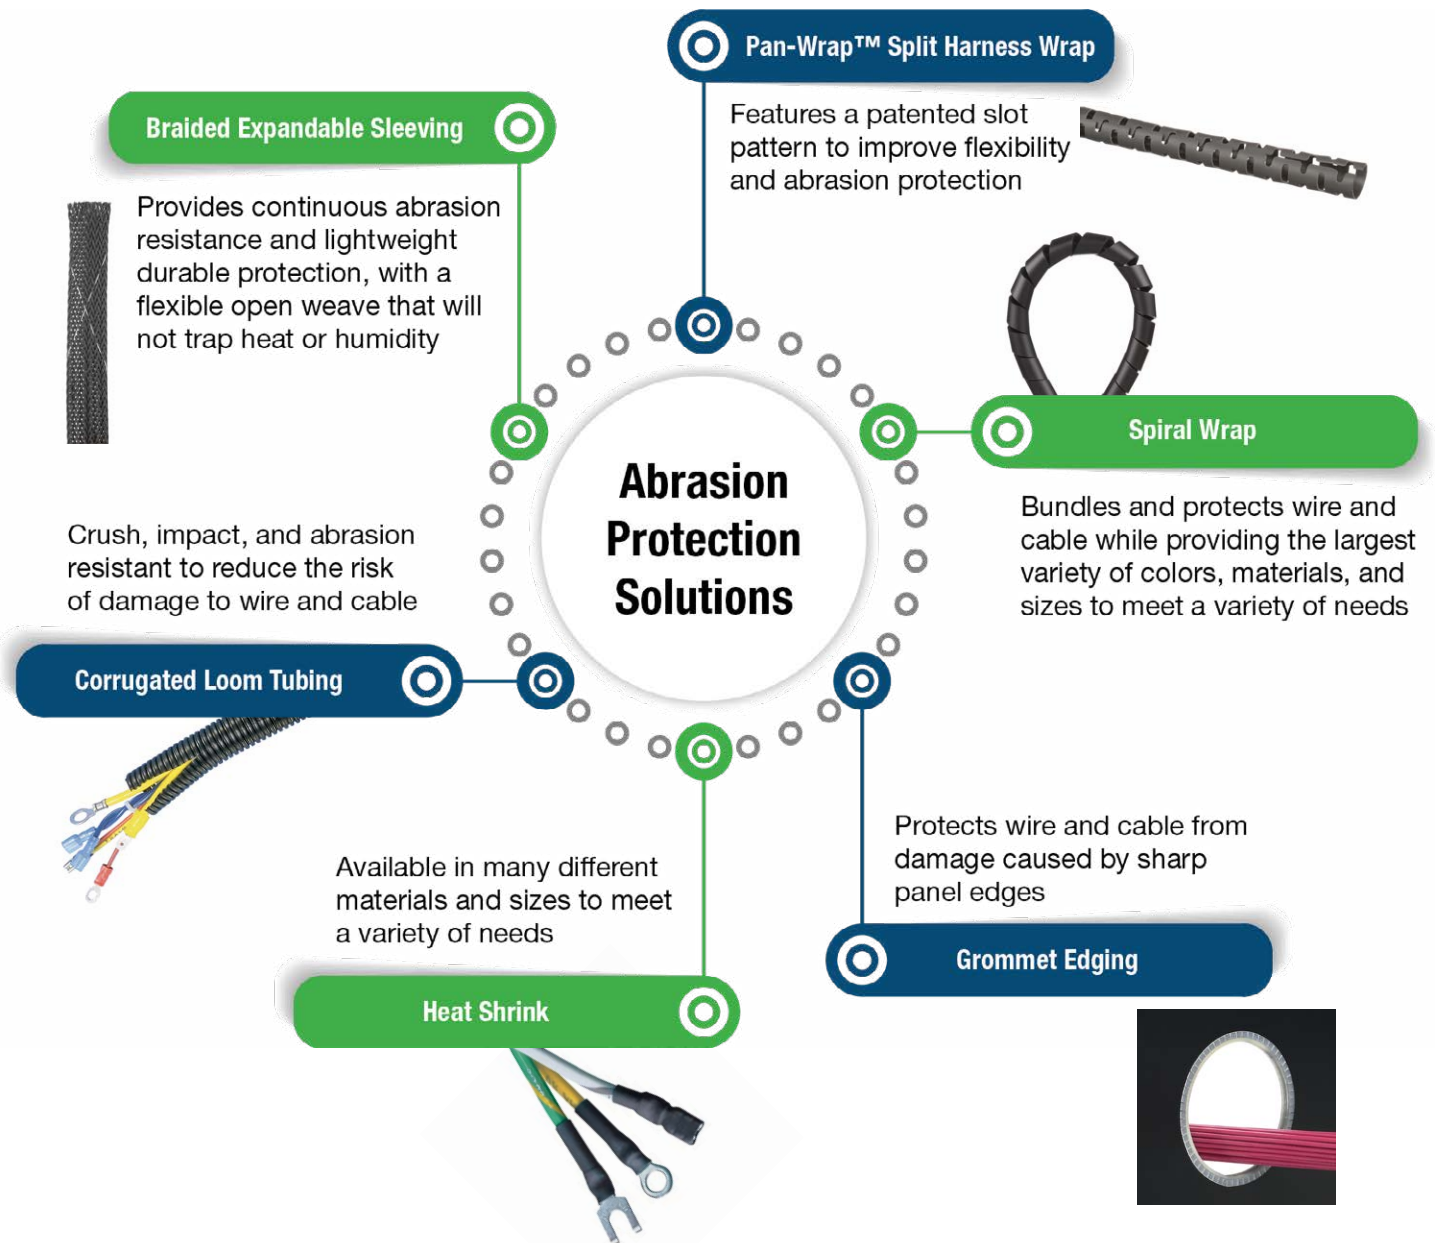 Pan-Wrap™ Split Harness Wrap
Features a patented slot
pattern to improve flexibility
and abrasion protection
Braided Expandable Sleeving
Provides continuous abrasion
resistance and lightweight
durable protection, with a
flexible open weave that will
not trap heat or humidity
Spiral Wrap
Bundles and protects wire and
cable while providing the largest
variety of colors, materials, and
sizes to meet a variety of needs
Abrasion
Protection
Solutions
Crush, impact, and abrasion
resistant to reduce the risk
of damage to wire and cable
Corrugated Loom Tubing
Protects wire and cable from
damage caused by sharp
panel edges
Grommet Edging
Available in many different
materials and sizes to meet
a variety of needs
Heat Shrink